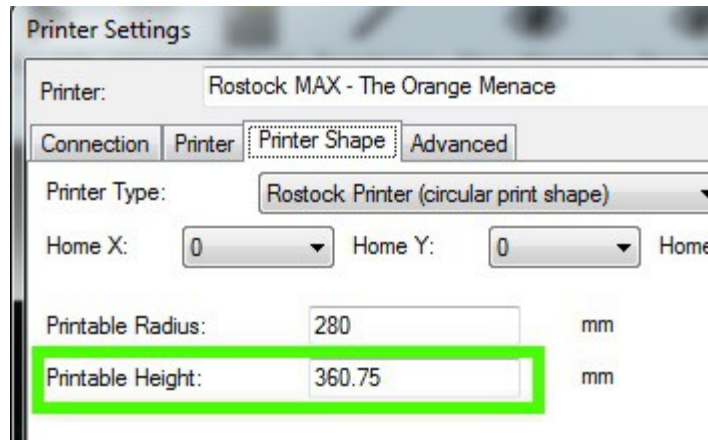 Printer Settings
Printer: Rostock MAX - The Orange Menace
Connection Printer Printer Shape Advanced
Printer Type: Rostock Printer (circular print shape)
Home X: 0 Home Y: 0 Home
Printable Radius: 280 mm
Printable Height: 360.75 mm